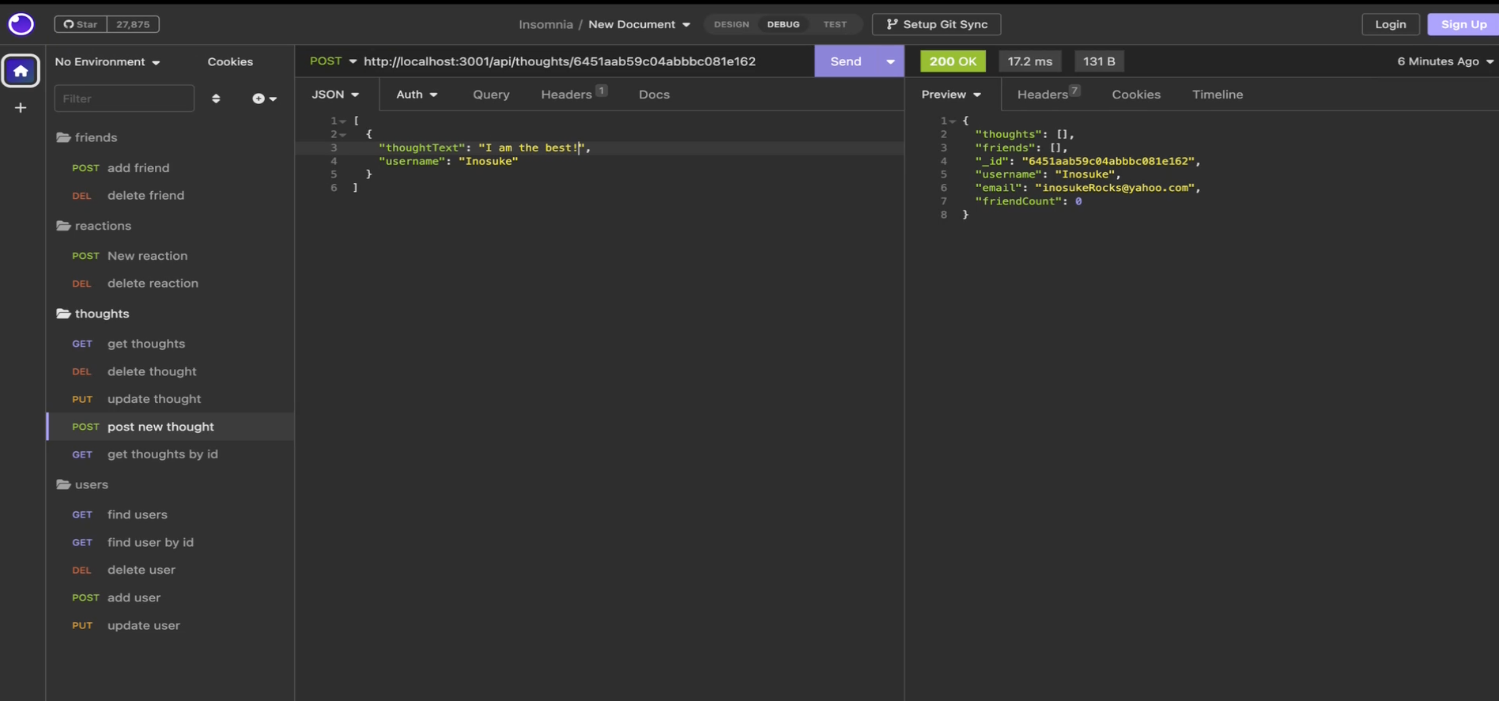 Star 27,875
Insomnia / New Document
DESIGN DEBUG TEST
Setup Git Sync
Login Sign Up
No Environment Cookies
Filter
friends
POST add friend
DEL delete friend
reactions
POST New reaction
DEL delete reaction
thoughts
GET get thoughts
DEL delete thought
PUT update thought
POST post new thought
GET get thoughts by id
users
GET find users
GET find user by id
DEL delete user
POST add user
PUT update user
POST http://localhost:3001/api/thoughts/6451aab59c04abbbc081e162 Send
JSON Auth Query Headers 1 Docs
1 [
2 {
3 "thoughtText": "I am the best!",
4 "username": "Inosuke"
5 }
6 ]
200 OK 17.2 ms 131 B 6 Minutes Ago
Preview Headers 7 Cookies Timeline
1 {
2 "thoughts": [],
3 "friends": [],
4 "_id": "6451aab59c04abbbc081e162",
5 "username": "Inosuke",
6 "email": "inosukeRocks@yahoo.com",
7 "friendCount": 0
8 }